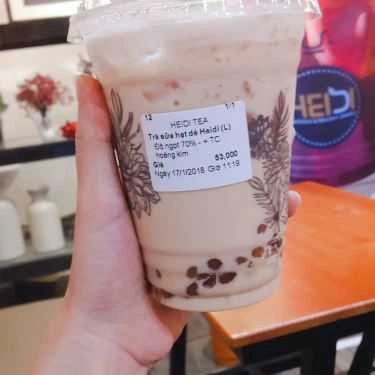 12 1/1
HEIDI TEA
Trà sữa hạt dẻ Heidi (L)
Độ ngọt 70% - + TC
hoàng kim
Giá 53,000
Ngày 17/1/2018 Giờ 11:19
HEIDI